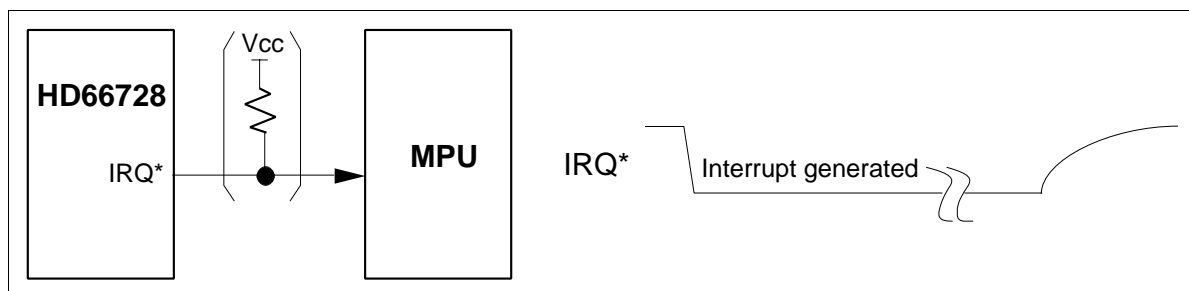 Vcc
HD66728
IRQ*
MPU
IRQ*
Interrupt generated